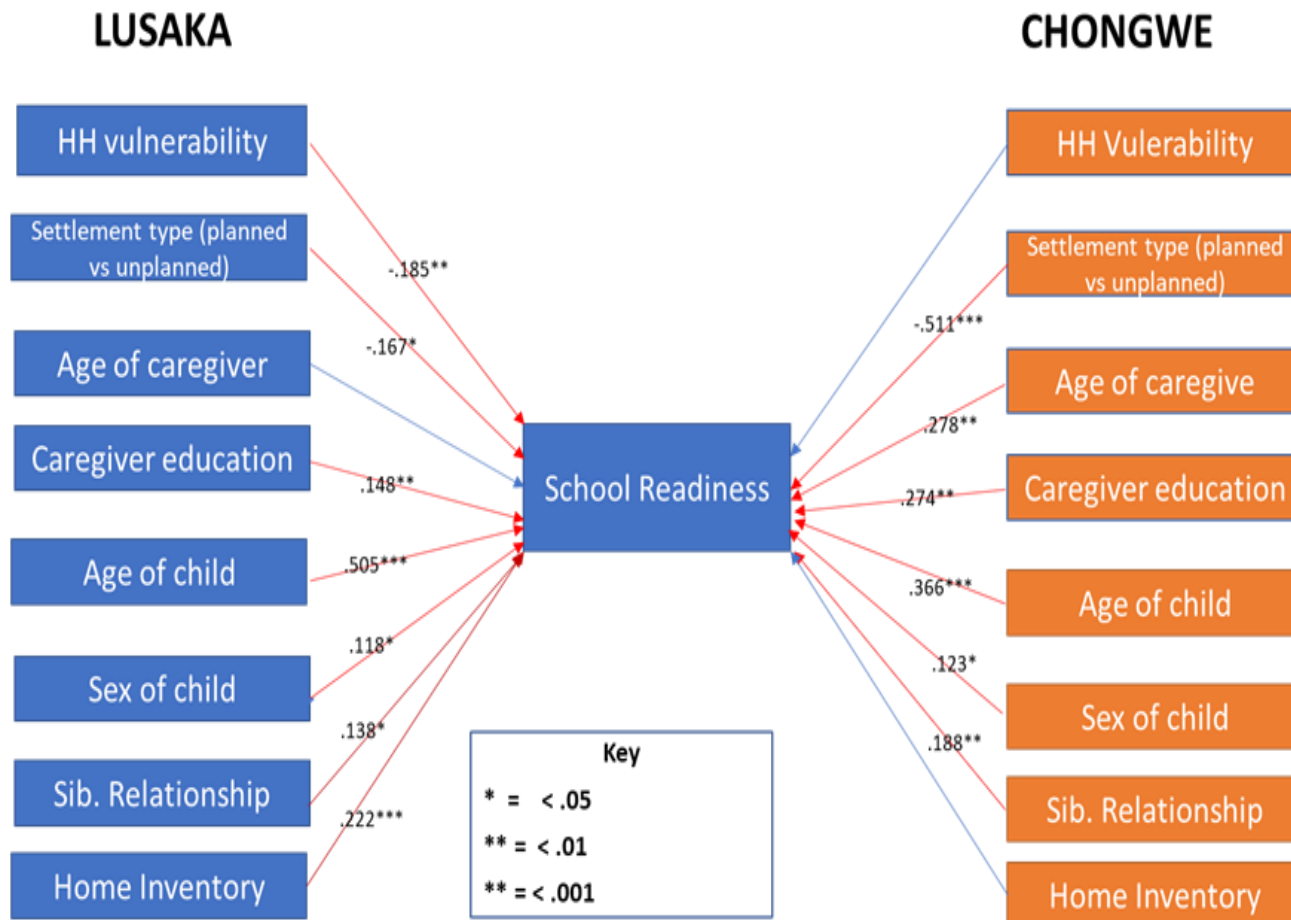 LUSAKA
HH vulnerability
Settlement type (planned
vs unplanned)
Age of caregiver
Caregiver education
Age of child
Sex of child
Sib. Relationship
Home Inventory
-.185**
-.167*
.148**
.505***
.118*
.138*
.222***
School Readiness
Key
* = < .05
** = < .01
** = < .001
CHONGWE
HH Vulerability
Settlement type (planned
vs unplanned)
Age of caregive
Caregiver education
Age of child
Sex of child
Sib. Relationship
Home Inventory
-.511***
.278**
.274**
.366***
.123*
.188**